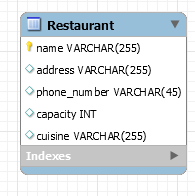 Restaurant
name VARCHAR(255)
address VARCHAR(255)
phone_number VARCHAR(45)
capacity INT
cuisine VARCHAR(255)
Indexes